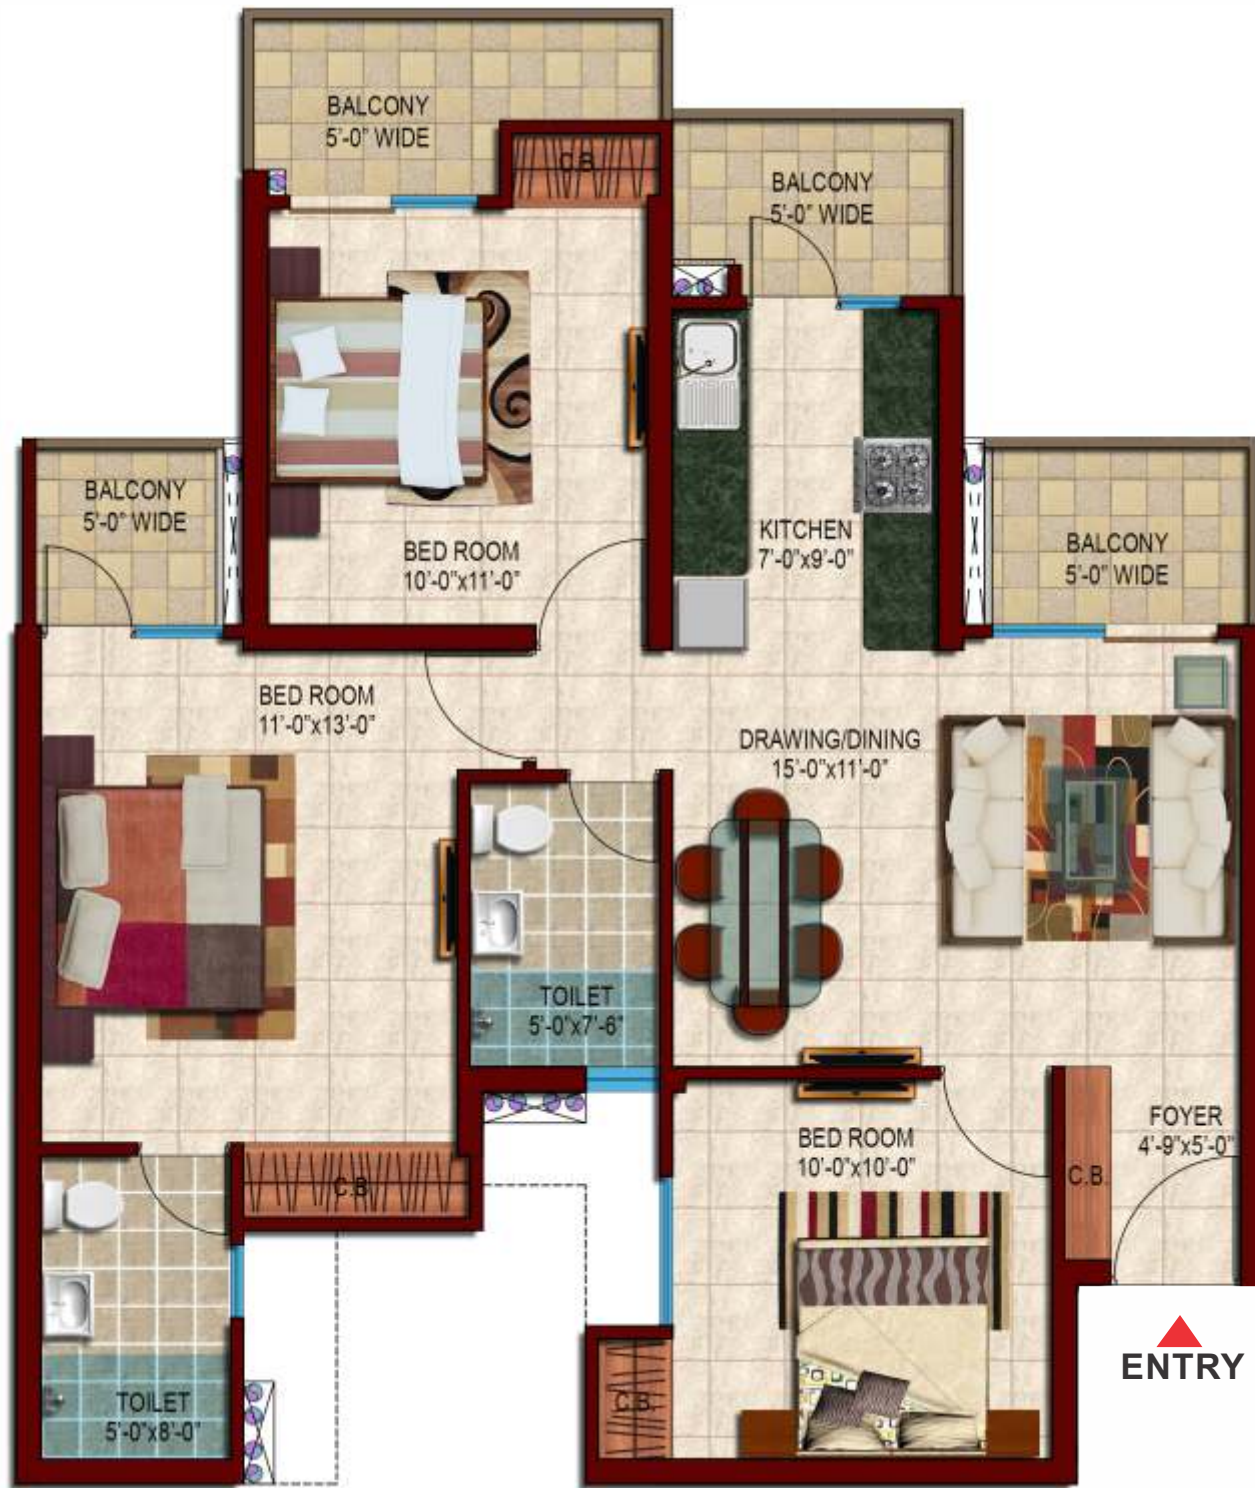 BALCONY
5'-0" WIDE
C.B.
BALCONY
5'-0" WIDE
BALCONY
5'-0" WIDE
BED ROOM
10'-0"x11'-0"
KITCHEN
7'-0"x9'-0"
BALCONY
5'-0" WIDE
BED ROOM
11'-0"x13'-0"
DRAWING/DINING
15'-0"x11'-0"
TOILET
5'-0"x7'-6"
BED ROOM
10'-0"x10'-0"
FOYER
4'-9"x5'-0"
C.B.
C.B.
ENTRY
TOILET
5'-0"x8'-0"
C.B.